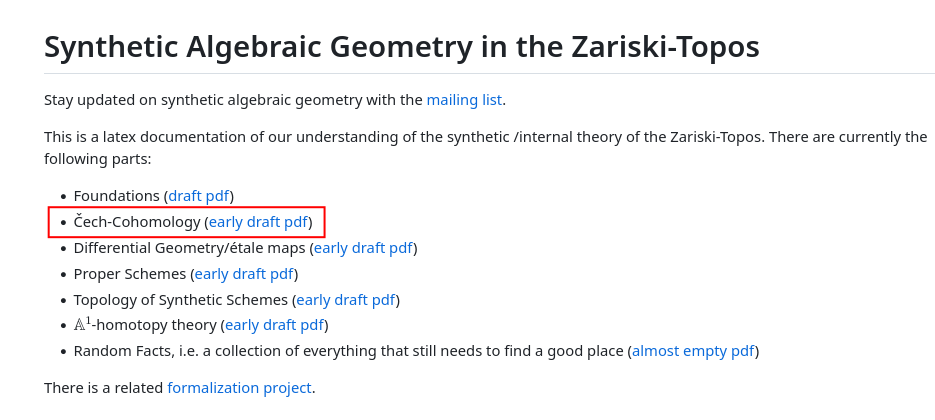 Synthetic Algebraic Geometry in the Zariski-Topos
Stay updated on synthetic algebraic geometry with the mailing list.
This is a latex documentation of our understanding of the synthetic /internal theory of the Zariski-Topos. There are currently the
following parts:
• Foundations (draft pdf)
• Čech-Cohomology (early draft pdf)
• Differential Geometry/étale maps (early draft pdf)
• Proper Schemes (early draft pdf)
• Topology of Synthetic Schemes (early draft pdf)
• 𝔸¹-homotopy theory (early draft pdf)
• Random Facts, i.e. a collection of everything that still needs to find a good place (almost empty pdf)
There is a related formalization project.